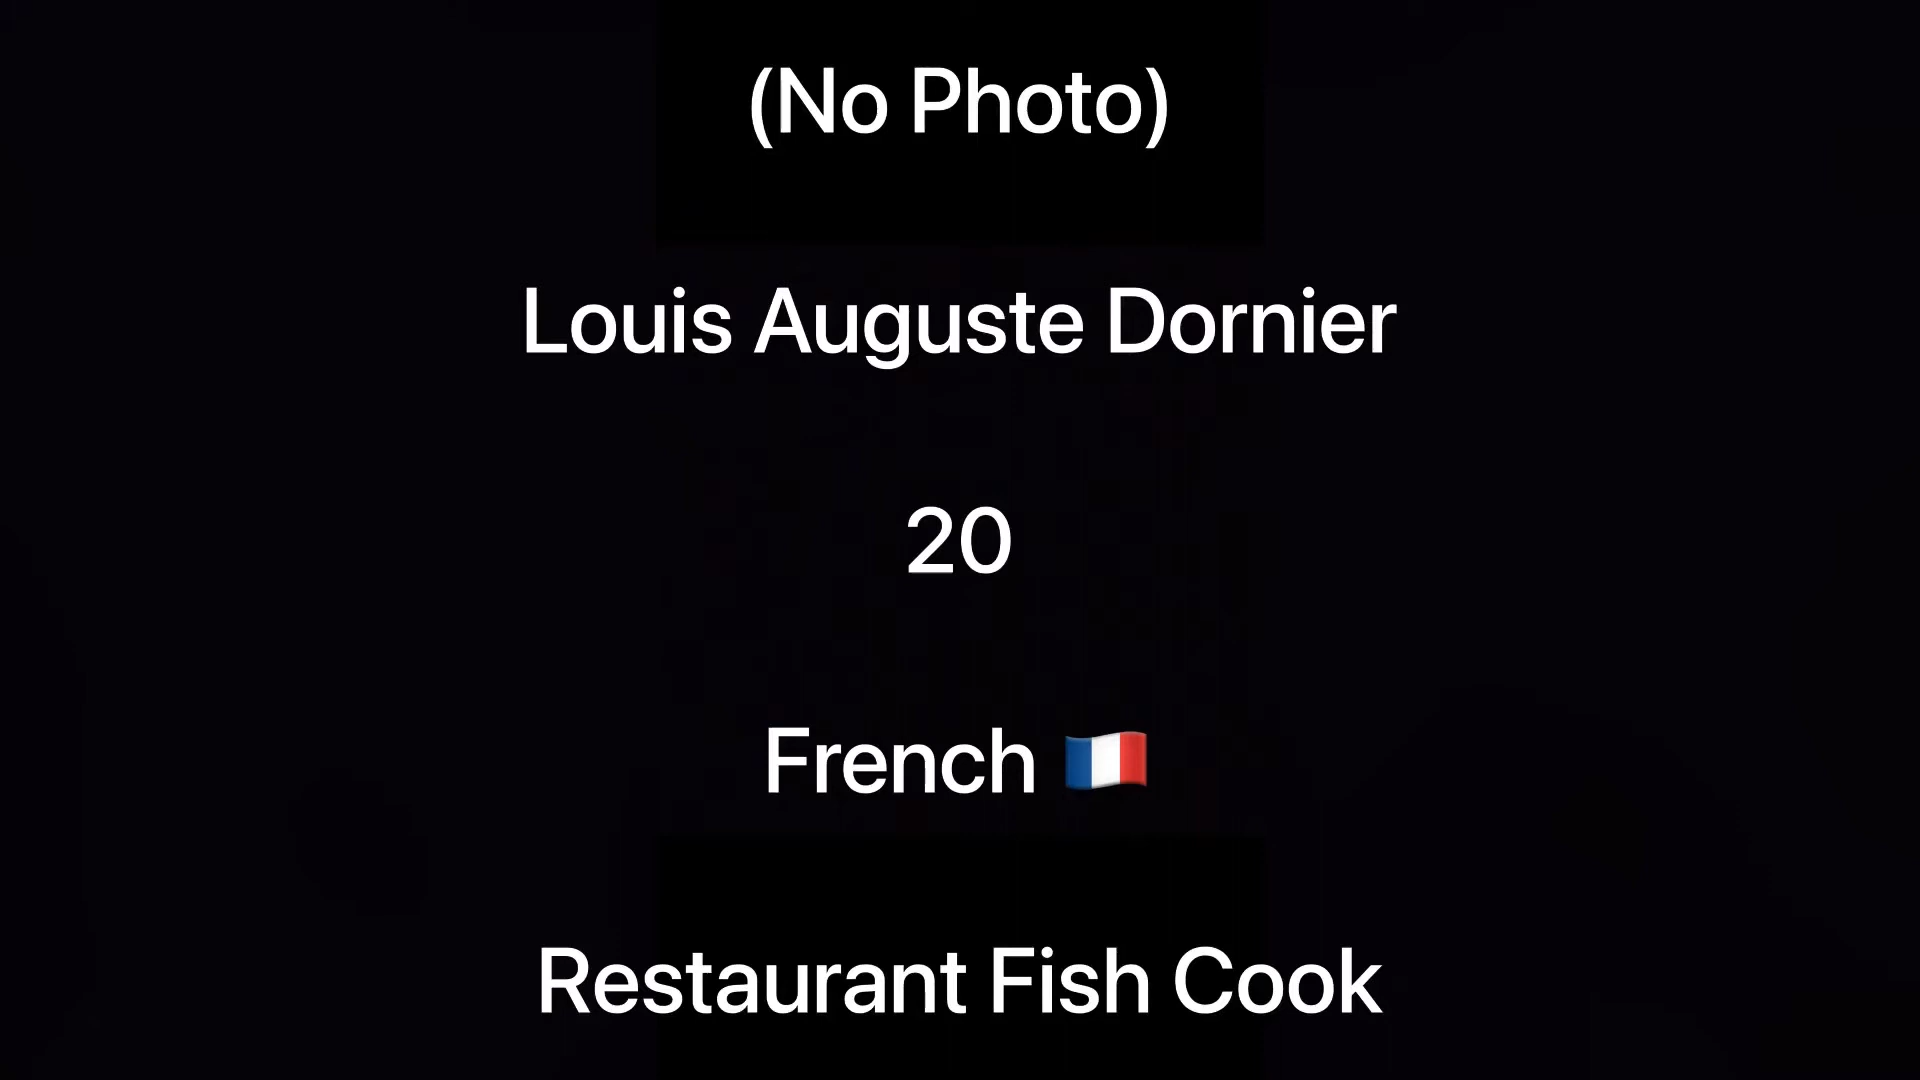 (No Photo)
Louis Auguste Dornier
20
French 🇫🇷
Restaurant Fish Cook